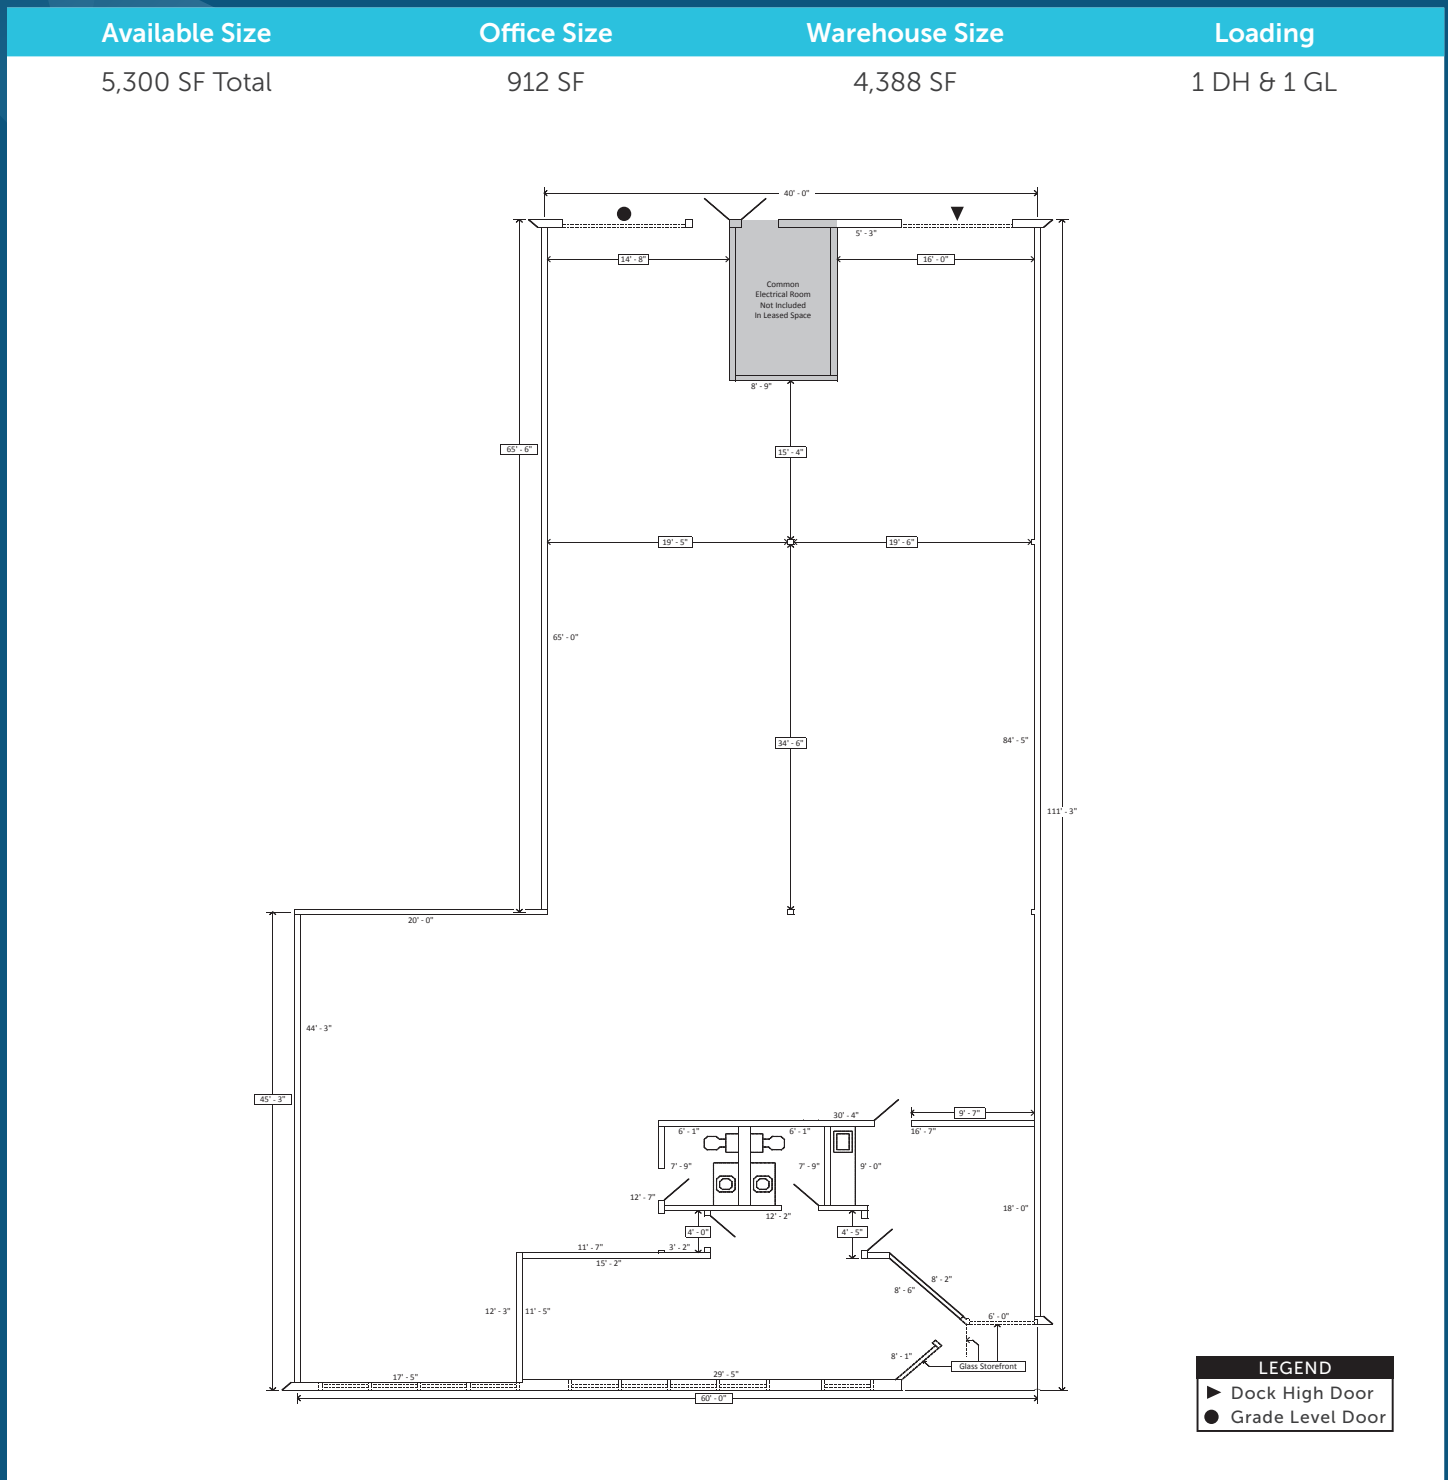 Available Size Office Size Warehouse Size Loading
5,300 SF Total 912 SF 4,388 SF 1 DH & 1 GL
40' - 0"
5' - 3"
14' - 8" 16' - 0"
Common
Electrical Room
Not Included
In Leased Space
8' - 9"
65' - 6" 15' - 4"
19' - 5" 19' - 6"
65' - 0"
34' - 6" 84' - 5"
111' - 3"
20' - 0"
44' - 3"
45' - 3"
30' - 4" 9' - 7"
6' - 1" 6' - 1" 16' - 7"
7' - 9" 7' - 9" 9' - 0"
12' - 7" 18' - 0"
12' - 2"
4' - 0" 4' - 5"
11' - 7" 3' - 2"
15' - 2"
8' - 2"
8' - 6"
12' - 3" 11' - 5" 6' - 0"
8' - 1"
Glass Storefront
17' - 5" 29' - 5"
60' - 0"
LEGEND
Dock High Door
Grade Level Door